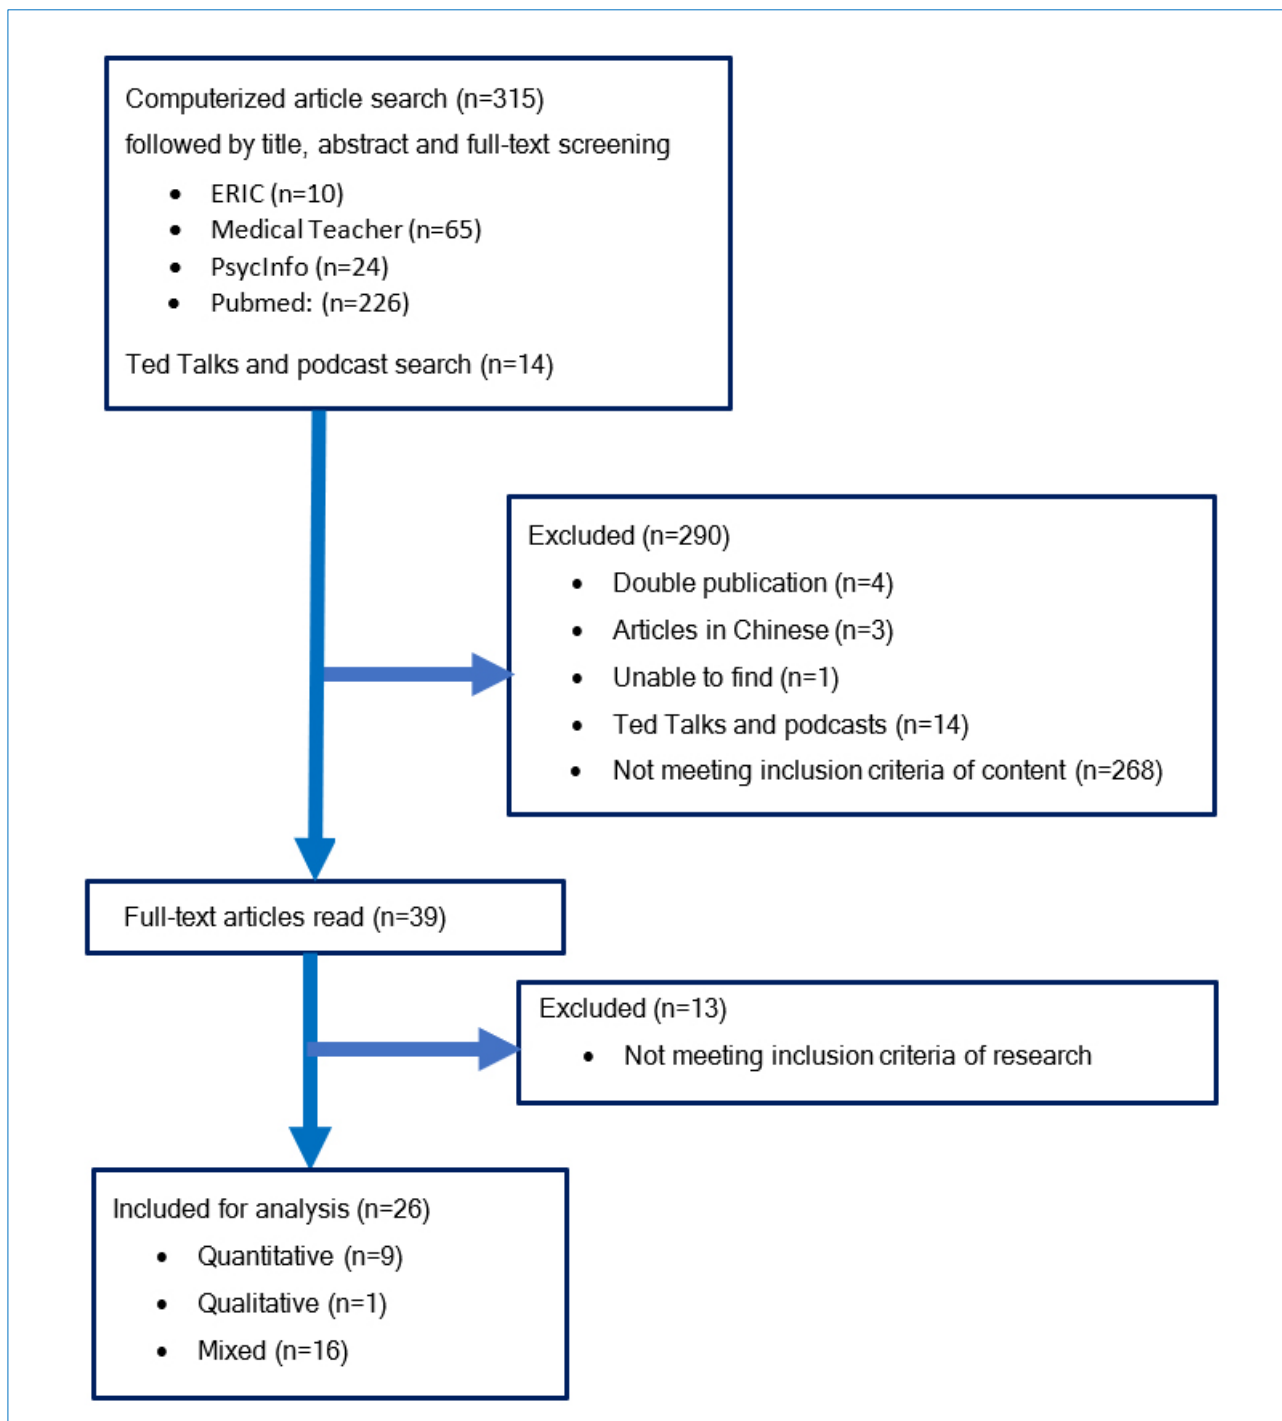 Computerized article search (n=315)
followed by title, abstract and full-text screening
• ERIC (n=10)
• Medical Teacher (n=65)
• PsycInfo (n=24)
• Pubmed: (n=226)
Ted Talks and podcast search (n=14)
Excluded (n=290)
• Double publication (n=4)
• Articles in Chinese (n=3)
• Unable to find (n=1)
• Ted Talks and podcasts (n=14)
• Not meeting inclusion criteria of content (n=268)
Full-text articles read (n=39)
Excluded (n=13)
• Not meeting inclusion criteria of research
Included for analysis (n=26)
• Quantitative (n=9)
• Qualitative (n=1)
• Mixed (n=16)